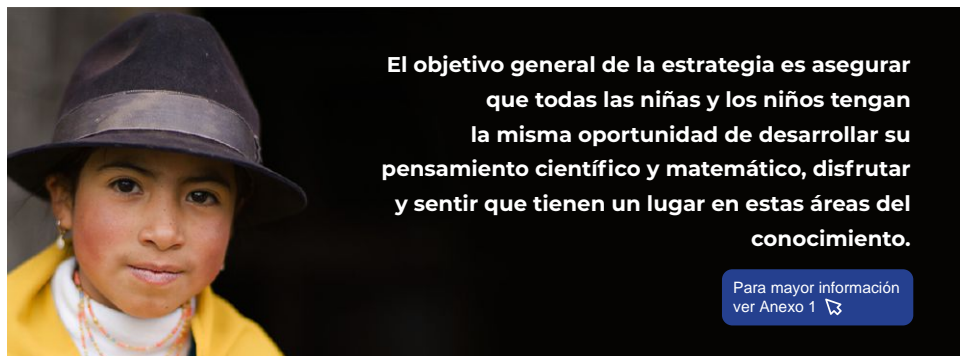 El objetivo general de la estrategia es asegurar
que todas las niñas y los niños tengan
la misma oportunidad de desarrollar su
pensamiento científico y matemático, disfrutar
y sentir que tienen un lugar en estas áreas del
conocimiento.
Para mayor información
ver Anexo 1